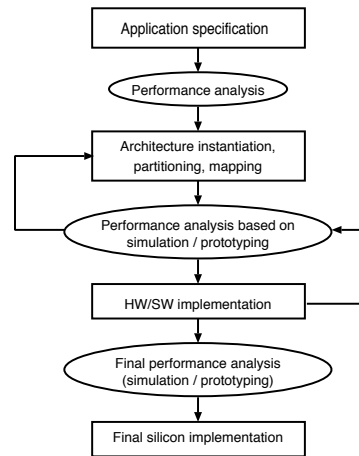 Application specification
Performance analysis
Architecture instantiation,
partitioning, mapping
Performance analysis based on
simulation / prototyping
HW/SW implementation
Final performance analysis
(simulation / prototyping)
Final silicon implementation